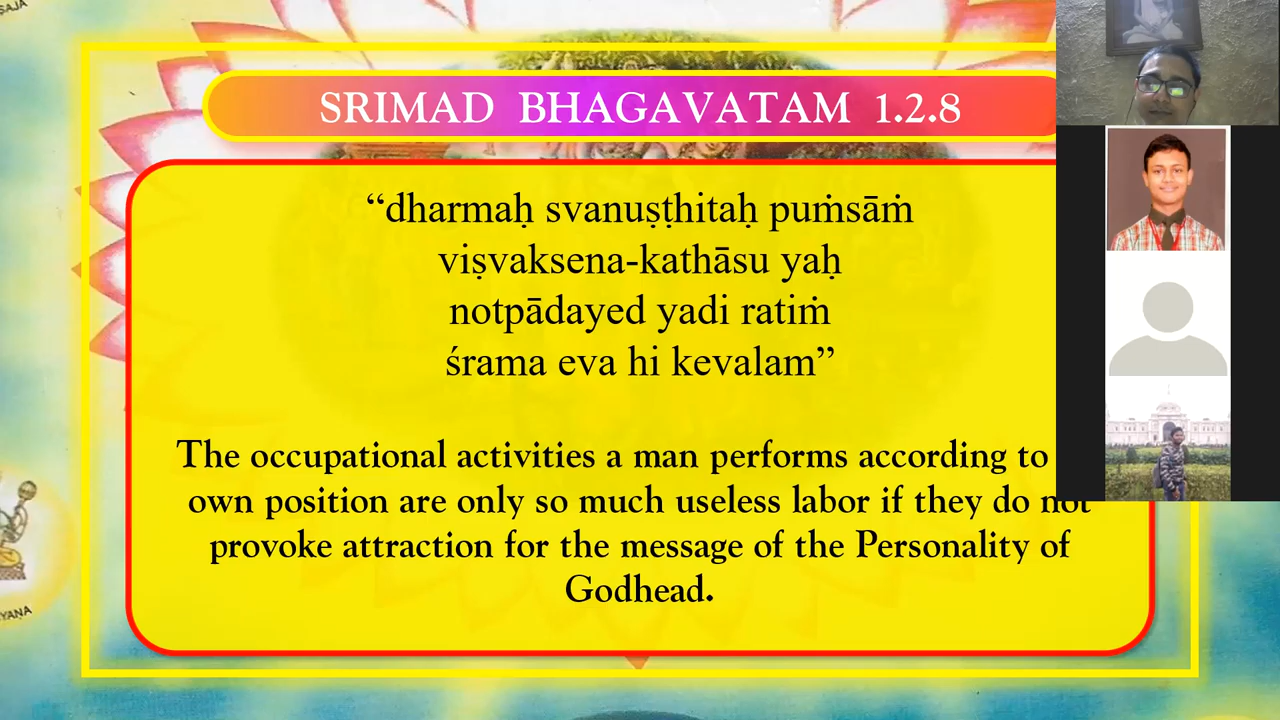 ṢAJA
SRIMAD BHAGAVATAM 1.2.8
“dharmaḥ svanuṣṭhitaḥ puṁsāṁ
viṣvaksena-kathāsu yaḥ
notpādayed yadi ratiṁ
śrama eva hi kevalam”
The occupational activities a man performs according to
own position are only so much useless labor if they do not
provoke attraction for the message of the Personality of
Godhead.
YANA